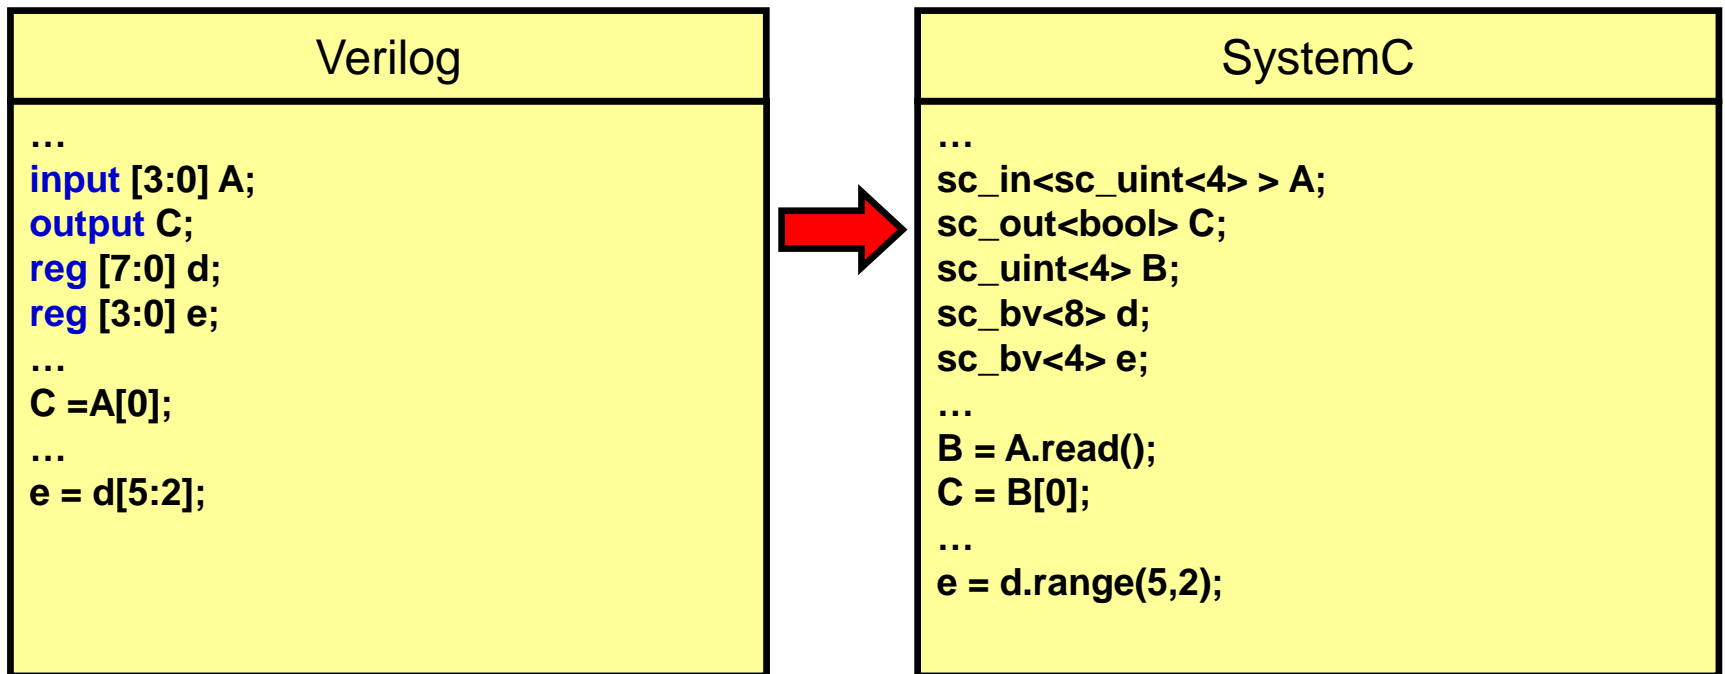 Verilog
…
input [3:0] A;
output C;
reg [7:0] d;
reg [3:0] e;
…
C =A[0];
…
e = d[5:2];
SystemC
…
sc_in<sc_uint<4> > A;
sc_out<bool> C;
sc_uint<4> B;
sc_bv<8> d;
sc_bv<4> e;
…
B = A.read();
C = B[0];
…
e = d.range(5,2);